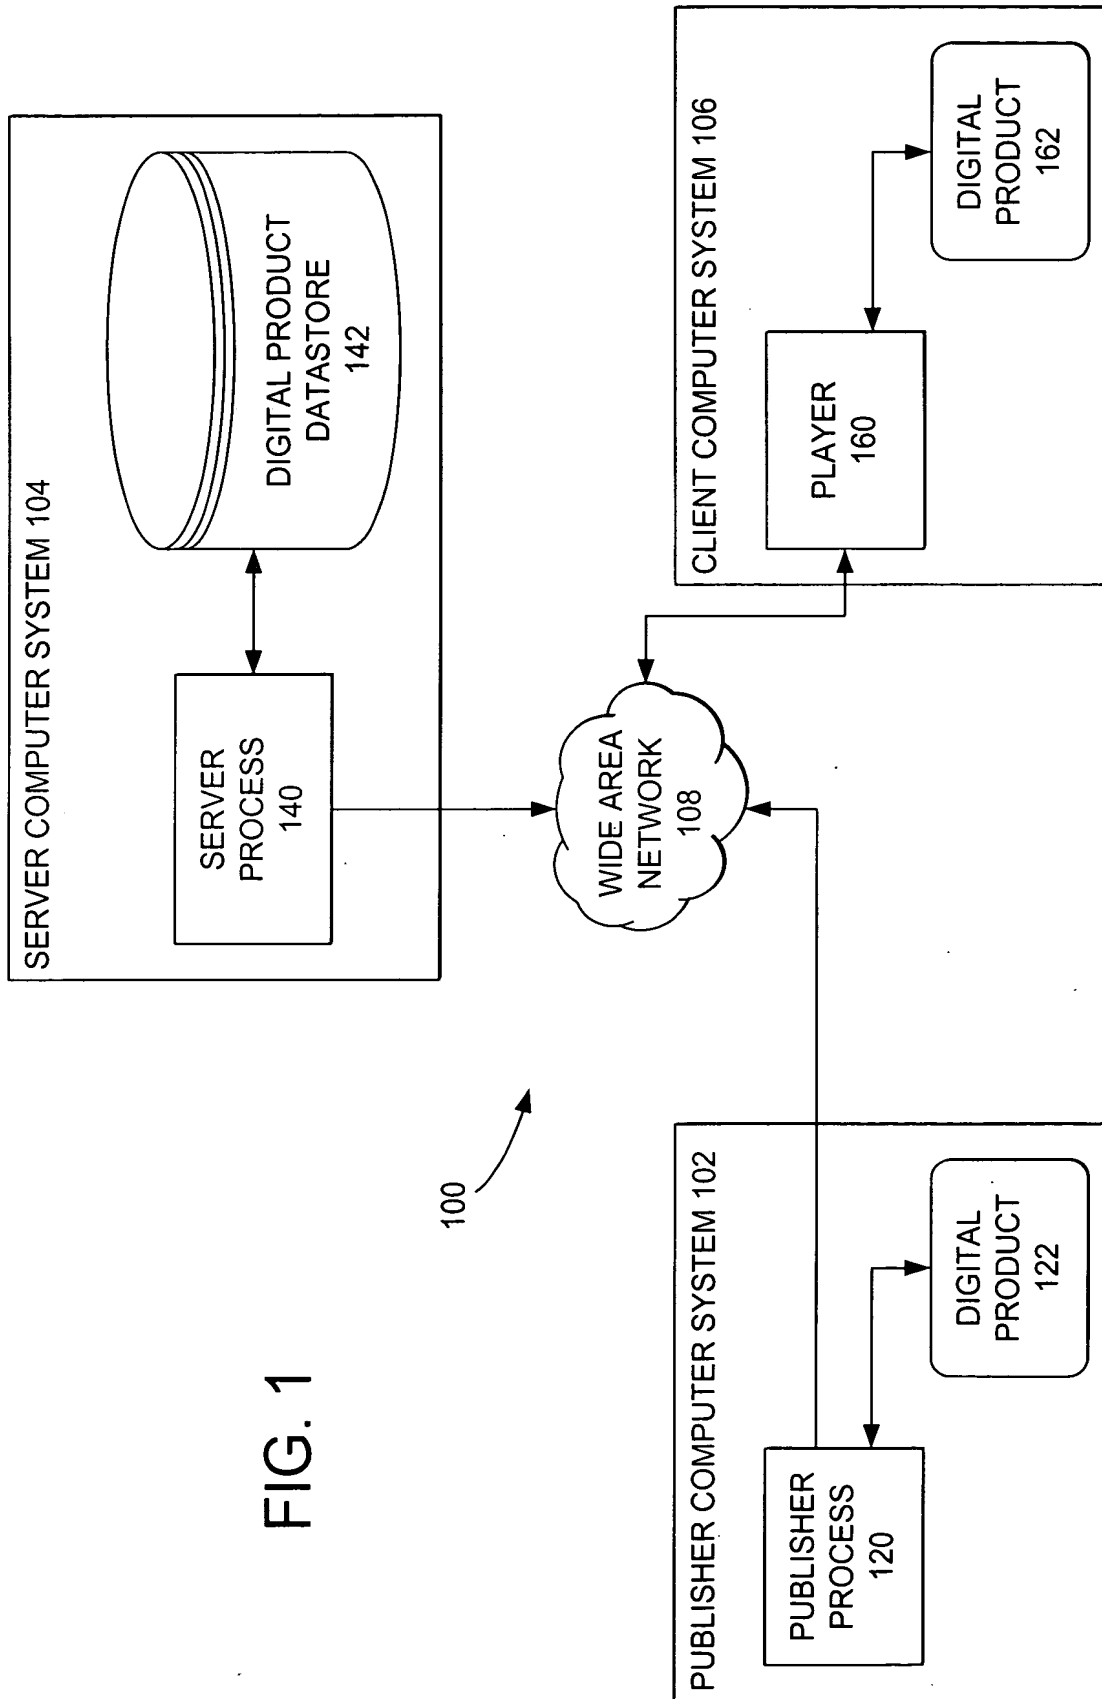 FIG. 1
100
SERVER COMPUTER SYSTEM 104
SERVER
PROCESS
140
DIGITAL PRODUCT
DATASTORE
142
WIDE AREA
NETWORK
108
PUBLISHER COMPUTER SYSTEM 102
PUBLISHER
PROCESS
120
DIGITAL
PRODUCT
122
CLIENT COMPUTER SYSTEM 106
PLAYER
160
DIGITAL
PRODUCT
162